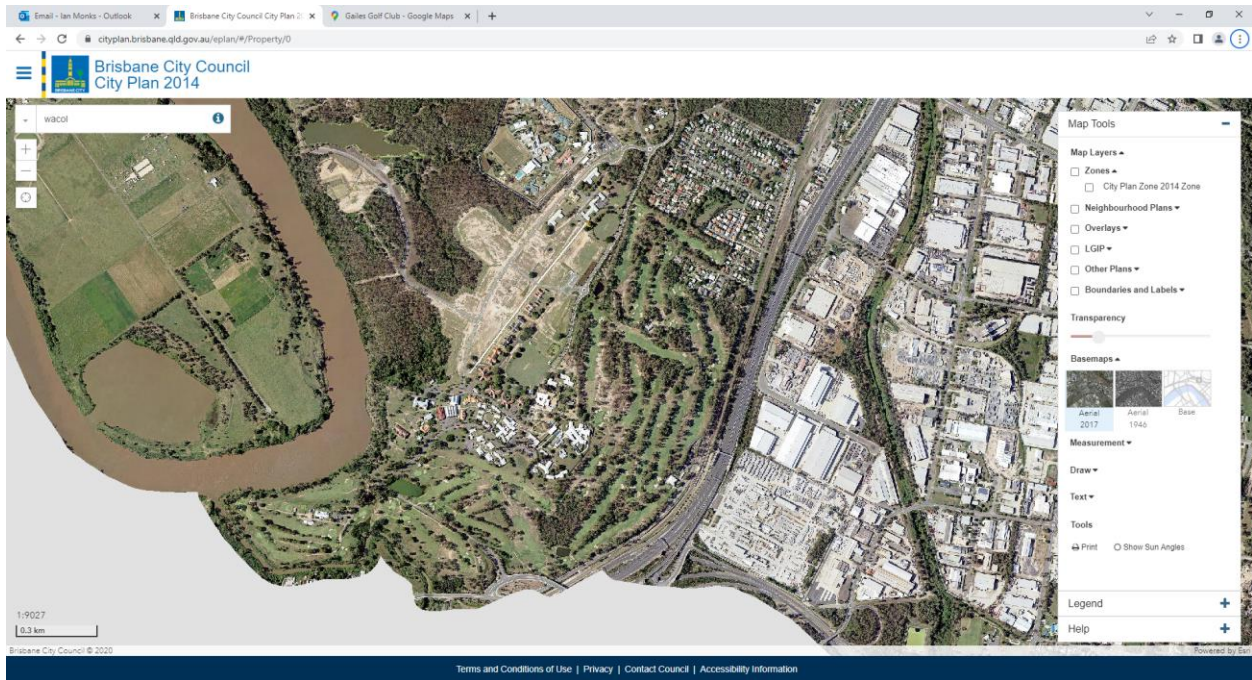 Email - Ian Monks - Outlook
Brisbane City Council City Plan 2
Gailes Golf Club - Google Maps
cityplan.brisbane.qld.gov.au/eplan/#/Property/0
Brisbane City Council
City Plan 2014
wacol
Map Tools
Map Layers
Zones
City Plan Zone 2014 Zone
Neighbourhood Plans
Overlays
LGIP
Other Plans
Boundaries and Labels
Transparency
Basemaps
Aerial 2017
Aerial 1946
Base
Measurement
Draw
Text
Tools
Print
Show Sun Angles
Legend
Help
1:9027
0.3 km
Brisbane City Council © 2020
Powered by Esri
Terms and Conditions of Use | Privacy | Contact Council | Accessibility Information